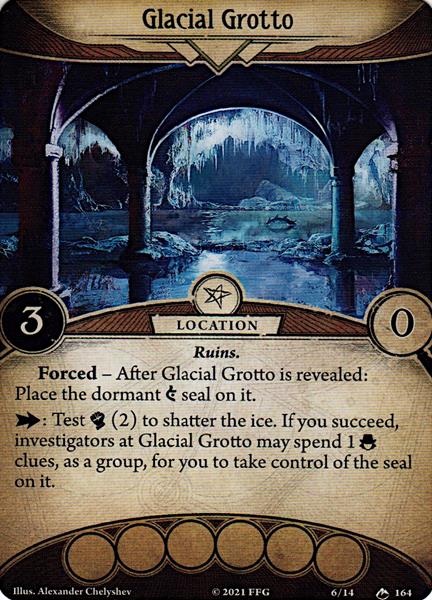 Glacial Grotto
3
LOCATION
0
Ruins.
Forced – After Glacial Grotto is revealed:
Place the dormant seal on it.
: Test (2) to shatter the ice. If you succeed,
investigators at Glacial Grotto may spend 1
clues, as a group, for you to take control of the seal
on it.
Illus. Alexander Chelyshev © 2021 FFG 6/14 164